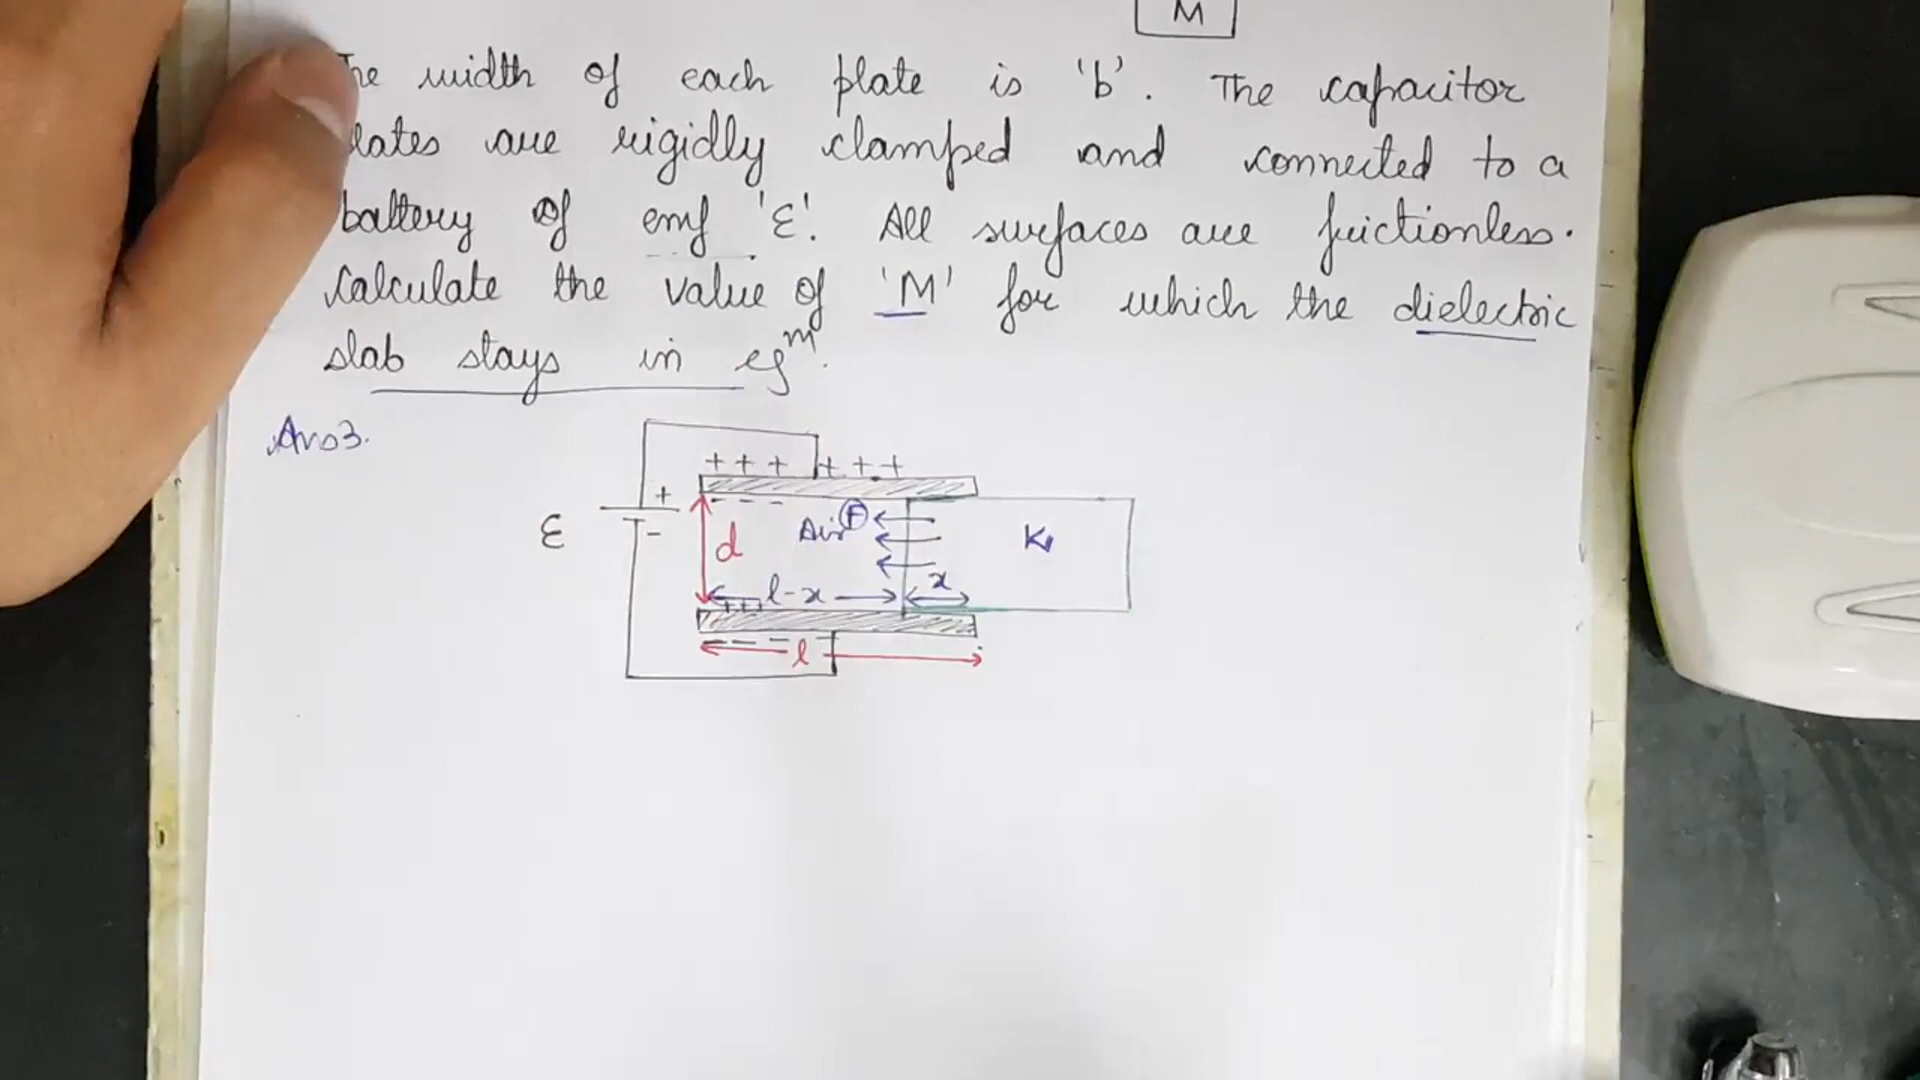 M
The width of each plate is 'b'. The capacitor
plates are rigidly clamped and connected to a
battery of emf 'ε'. All surfaces are frictionless.
Calculate the value of 'M' for which the dielectric
slab stays in eqᵐ.
Ans3.
+ + + + + +
+
- - -
ε
-
d
Air
F
K₁
l-x
x
+++
- - - -
l